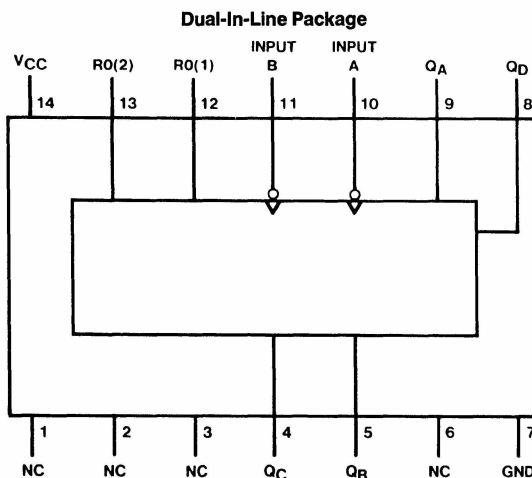 Dual-In-Line Package
INPUT INPUT
VCC R0(2) R0(1) B A QA QD
14 13 12 11 10 9 8
1 2 3 4 5 6 7
NC NC NC QC QB NC GND